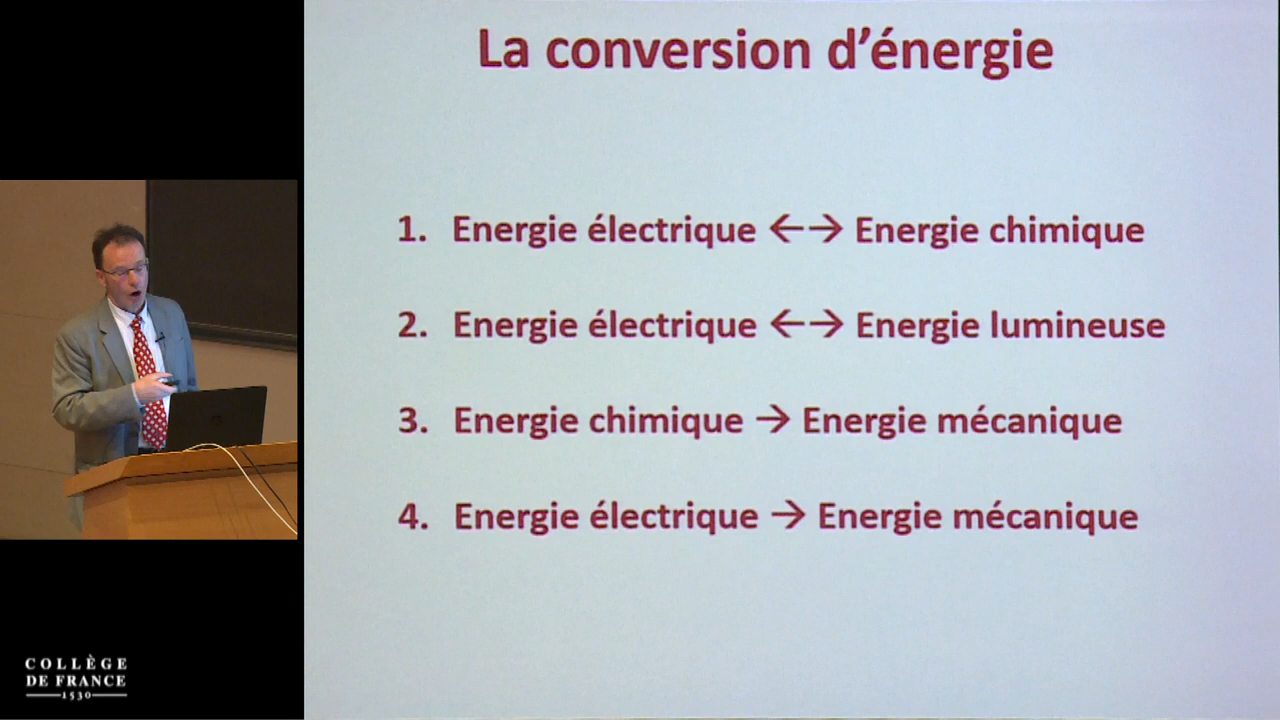 La conversion d'énergie
1. Energie électrique ←→ Energie chimique
2. Energie électrique ←→ Energie lumineuse
3. Energie chimique → Energie mécanique
4. Energie électrique → Energie mécanique
COLLÈGE
DE FRANCE
1530